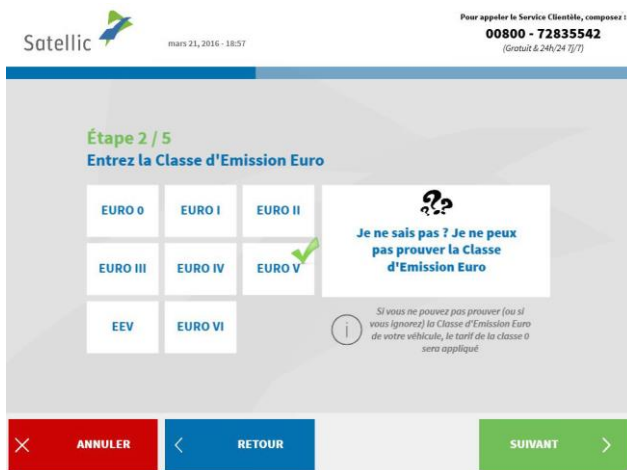 Satellic
mars 21, 2016 - 18:57
Pour appeler le Service Clientèle, composez :
00800 - 72835542
(Gratuit & 24h/24 7j/7)
Étape 2 / 5
Entrez la Classe d'Emission Euro
EURO 0
EURO I
EURO II
EURO III
EURO IV
EURO V
EEV
EURO VI
???
Je ne sais pas ? Je ne peux
pas prouver la Classe
d'Emission Euro
i
Si vous ne pouvez pas prouver (ou si
vous ignorez) la Classe d'Emission Euro
de votre véhicule, le tarif de la classe 0
sera appliqué
ANNULER
RETOUR
SUIVANT